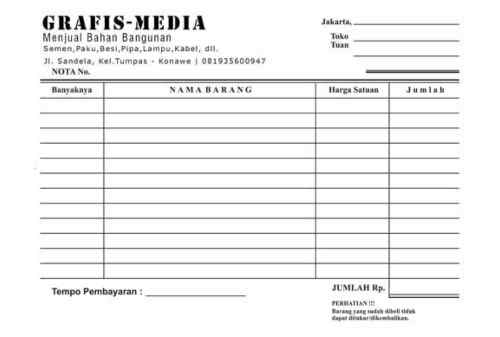 GRAFIS-MEDIA
Menjual Bahan Bangunan
Semen,Paku,Besi,Pipa,Lampu,Kabel, dll.
Jl. Sandela, Kel.Tumpas - Konawe | 081935600947
NOTA No.
Jakarta,
Toko
Tuan
Banyaknya NAMA BARANG Harga Satuan Jumlah
Tempo Pembayaran :
JUMLAH Rp.
PERHATIAN !!!
Barang yang sudah dibeli tidak
dapat ditukar/dikembalikan.